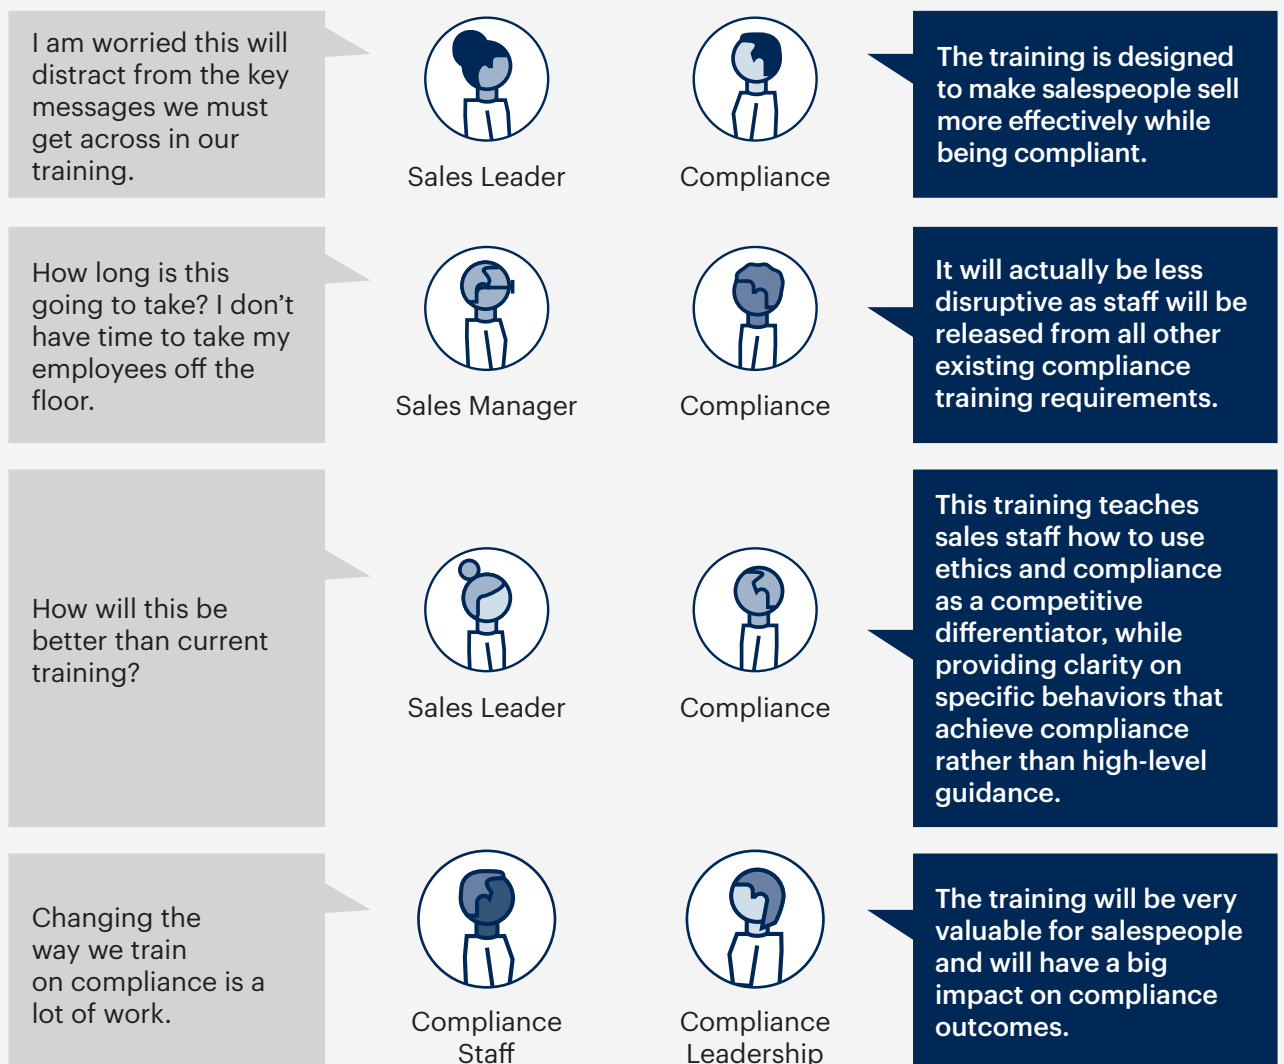 I am worried this will
distract from the key
messages we must
get across in our
training.
Sales Leader
Compliance
The training is designed
to make salespeople sell
more effectively while
being compliant.
How long is this
going to take? I don’t
have time to take my
employees off the
floor.
Sales Manager
Compliance
It will actually be less
disruptive as staff will be
released from all other
existing compliance
training requirements.
How will this be
better than current
training?
Sales Leader
Compliance
This training teaches
sales staff how to use
ethics and compliance
as a competitive
differentiator, while
providing clarity on
specific behaviors that
achieve compliance
rather than high-level
guidance.
Changing the
way we train
on compliance is a
lot of work.
Compliance
Staff
Compliance
Leadership
The training will be very
valuable for salespeople
and will have a big
impact on compliance
outcomes.